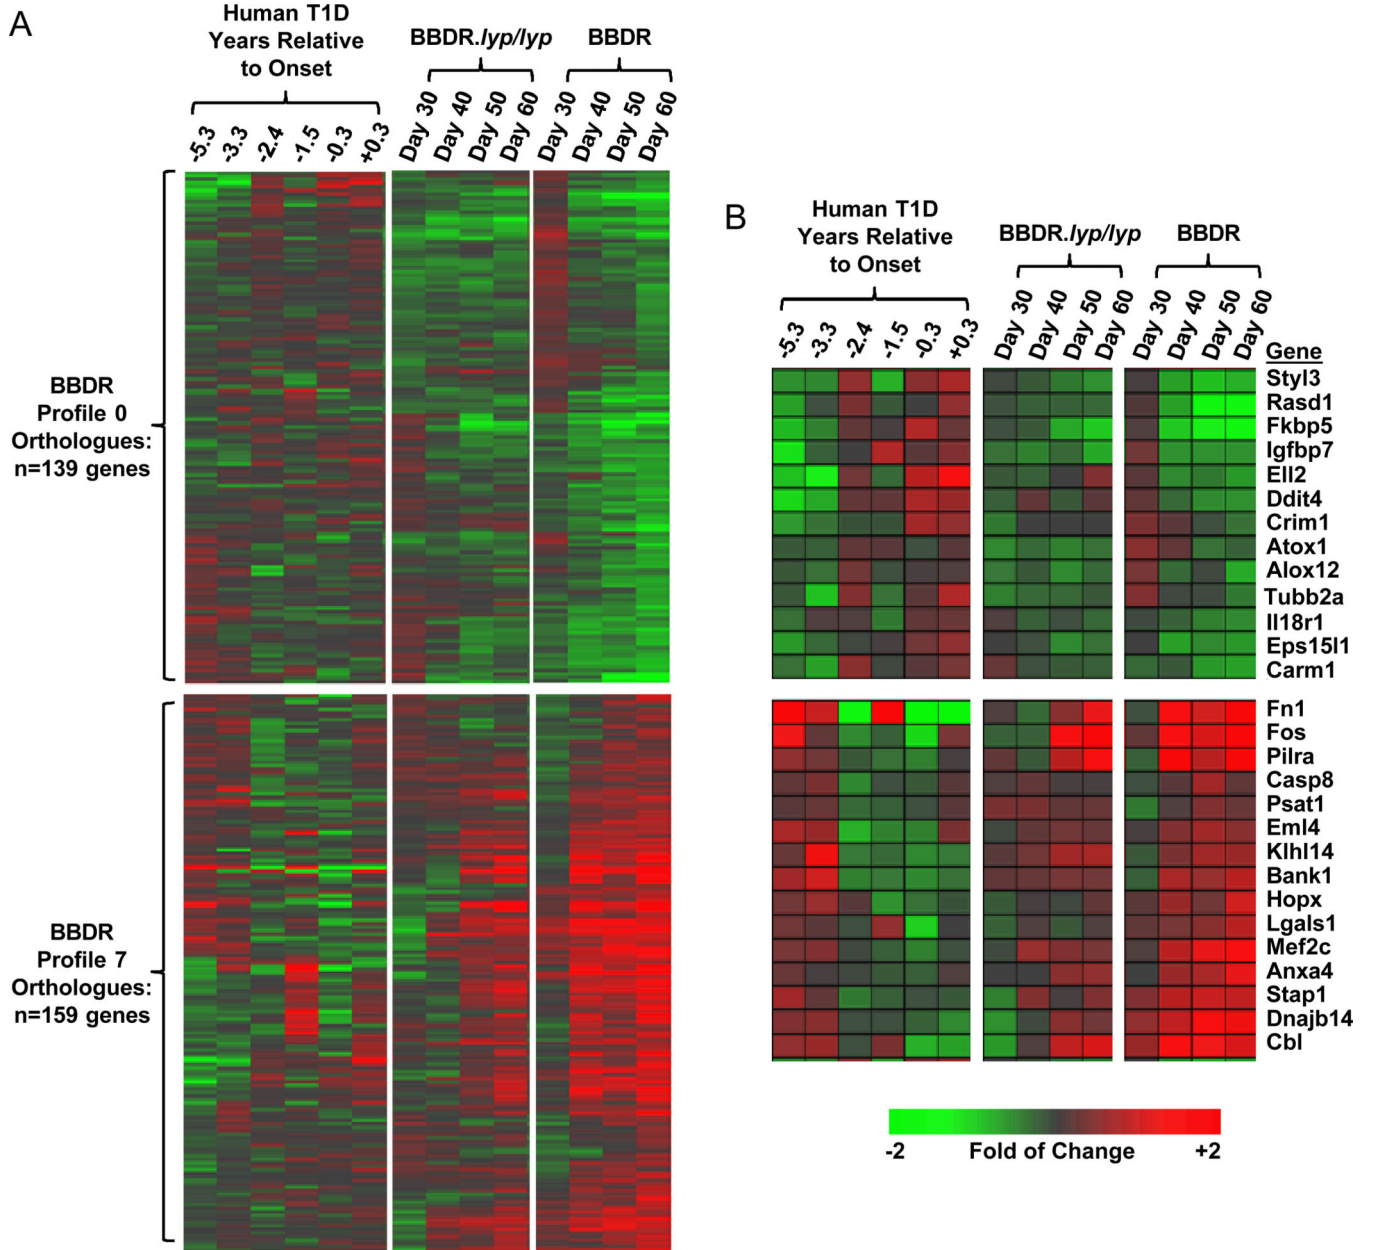 A
Human T1D
Years Relative
to Onset
BBDR.lyp/lyp
BBDR
-5.3
-3.3
-2.4
-1.5
-0.3
+0.3
Day 30
Day 40
Day 50
Day 60
Day 30
Day 40
Day 50
Day 60
BBDR
Profile 0
Orthologues:
n=139 genes
BBDR
Profile 7
Orthologues:
n=159 genes
B
Human T1D
Years Relative
to Onset
BBDR.lyp/lyp
BBDR
-5.3
-3.3
-2.4
-1.5
-0.3
+0.3
Day 30
Day 40
Day 50
Day 60
Day 30
Day 40
Day 50
Day 60
Gene
Styl3
Rasd1
Fkbp5
Igfbp7
Ell2
Ddit4
Crim1
Atox1
Alox12
Tubb2a
Il18r1
Eps15l1
Carm1
Fn1
Fos
Pilra
Casp8
Psat1
Eml4
Klhl14
Bank1
Hopx
Lgals1
Mef2c
Anxa4
Stap1
Dnajb14
Cbl
-2
Fold of Change
+2